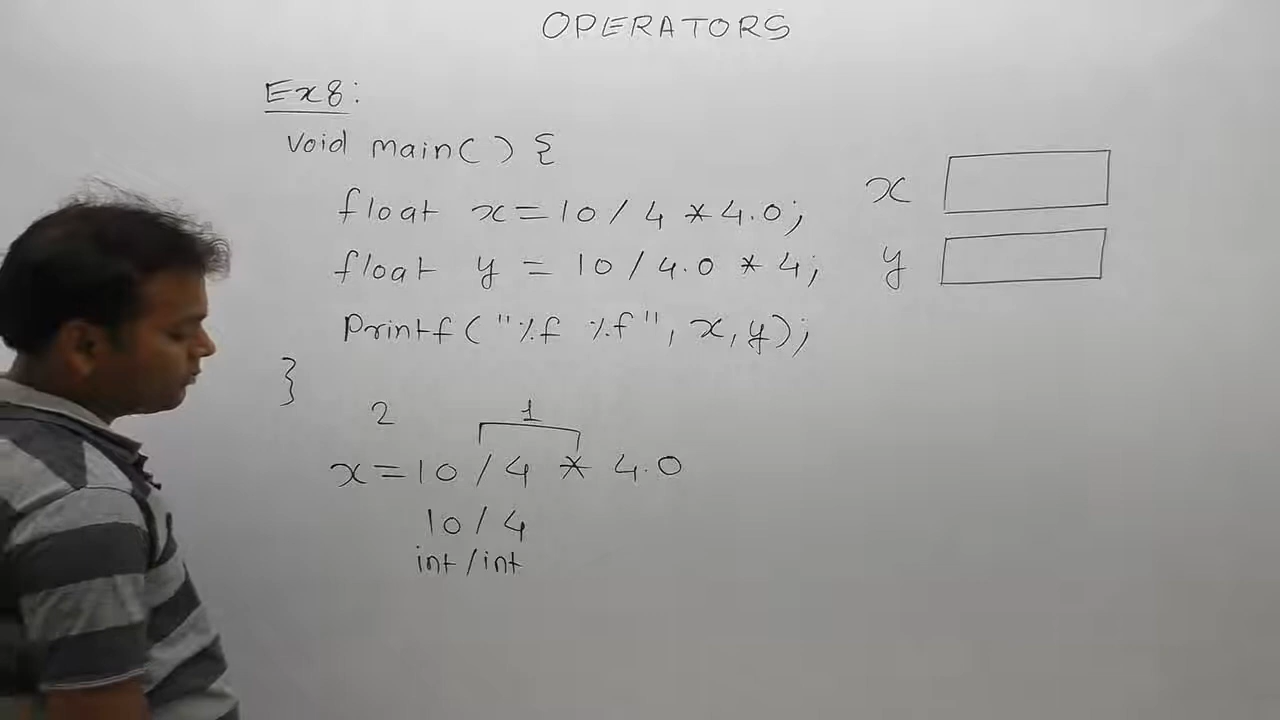 OPERATORS
Ex8:
void main() {
float x=10/4*4.0;
x
float y = 10/4.0 * 4;
y
Printf("%f %f", x,y);
}
2
1
x=10/4 * 4.0
10/4
int/int